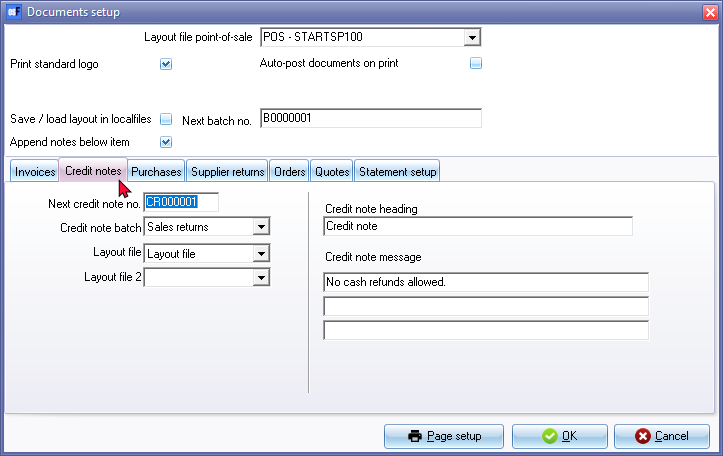 Documents setup
Layout file point-of-sale POS - STARTSP100
Print standard logo Auto-post documents on print
Save / load layout in localfiles Next batch no. B0000001
Append notes below item
Invoices Credit notes Purchases Supplier returns Orders Quotes Statement setup
Next credit note no. CR000001
Credit note batch Sales returns
Layout file Layout file
Layout file 2
Credit note heading
Credit note
Credit note message
No cash refunds allowed.
Page setup OK Cancel